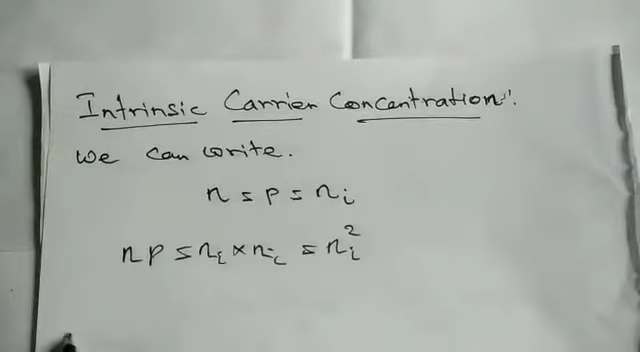 Intrinsic Carrier Concentration:
We can write.
n = p = nᵢ
np = nᵢ × nᵢ = nᵢ²